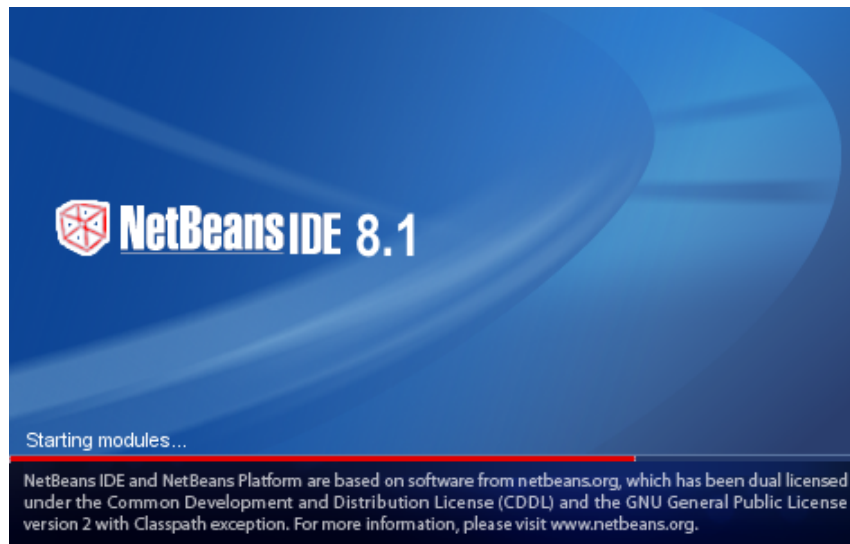 NetBeans IDE 8.1
Starting modules...
NetBeans IDE and NetBeans Platform are based on software from netbeans.org, which has been dual licensed
under the Common Development and Distribution License (CDDL) and the GNU General Public License
version 2 with Classpath exception. For more information, please visit www.netbeans.org.